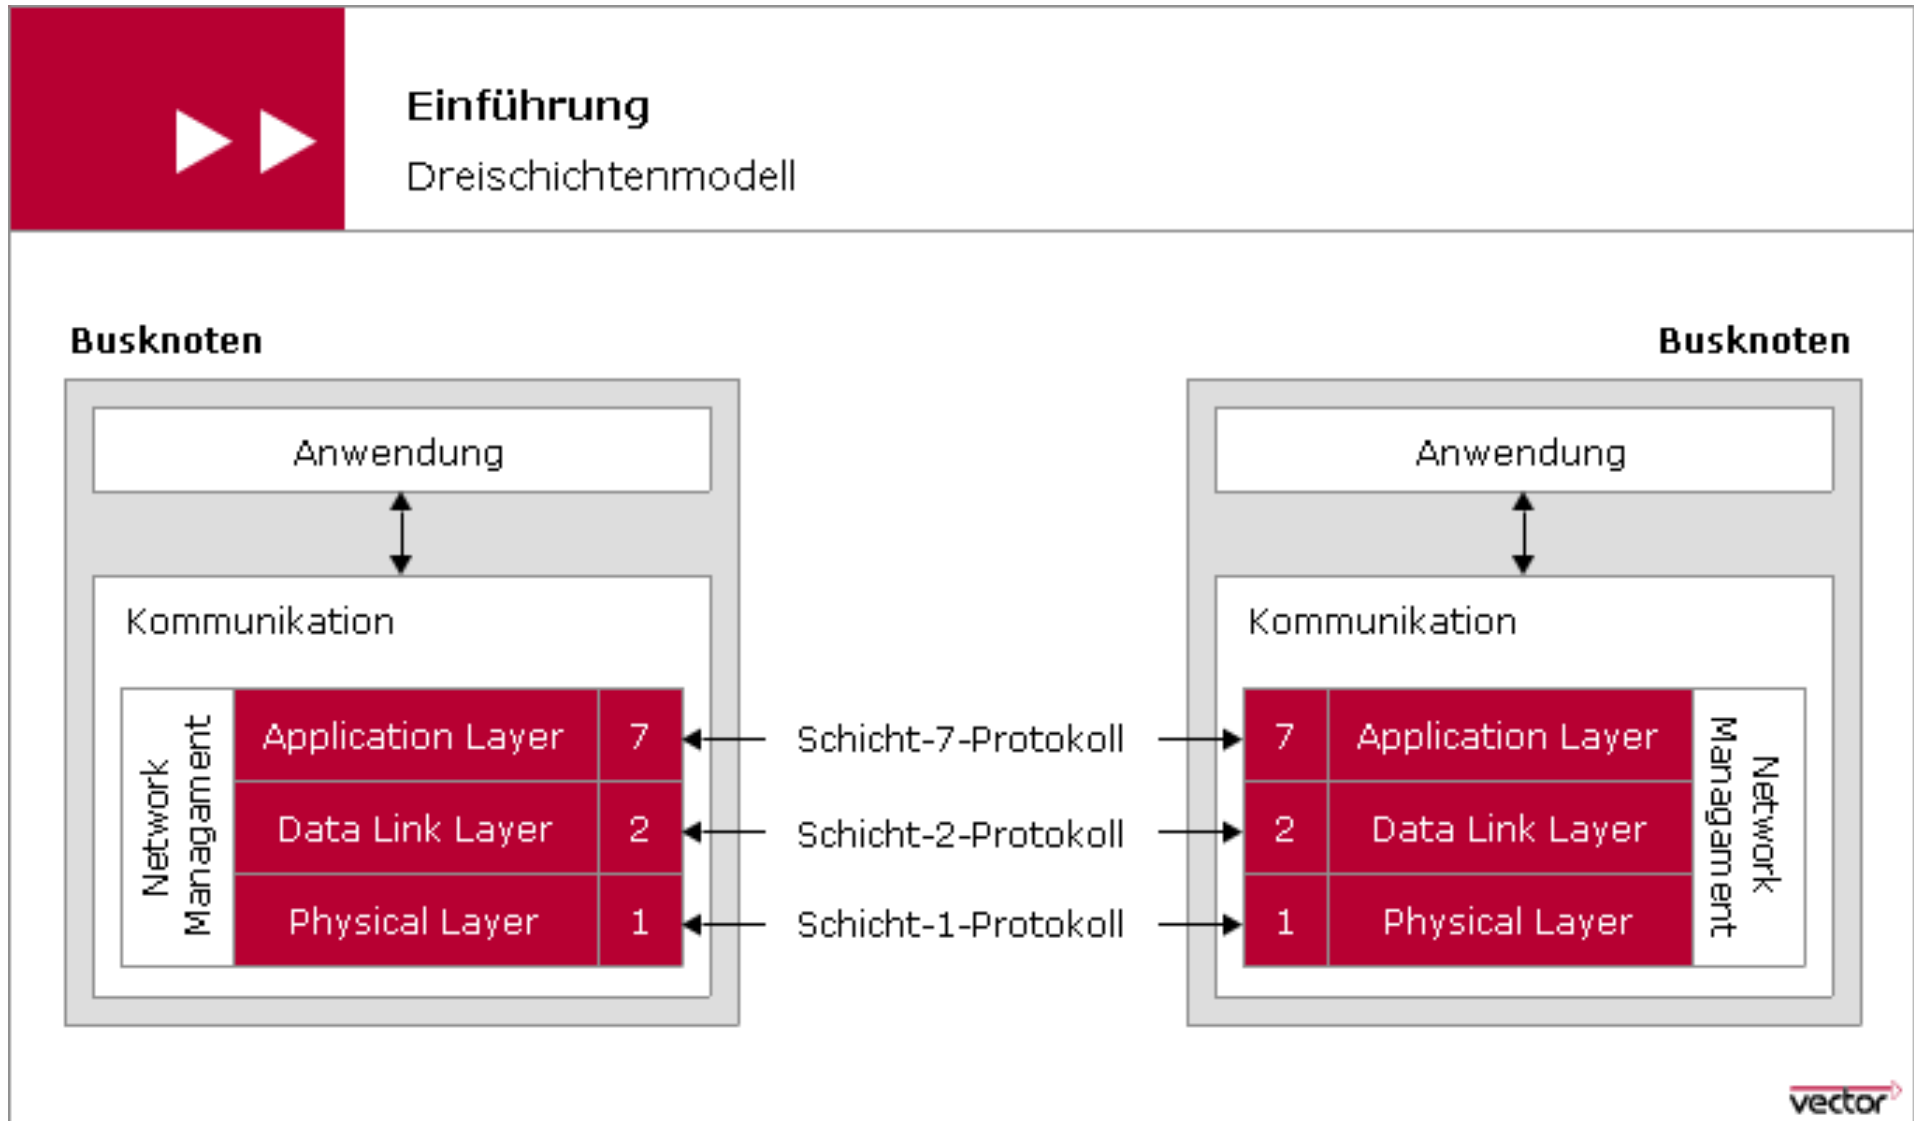 Einführung
Dreischichtenmodell
Busknoten
Anwendung
Kommunikation
Network
Managament
Application Layer 7
Data Link Layer 2
Physical Layer 1
Schicht-7-Protokoll
Schicht-2-Protokoll
Schicht-1-Protokoll
Busknoten
Anwendung
Kommunikation
7 Application Layer
2 Data Link Layer
1 Physical Layer
Network
Managament
vector